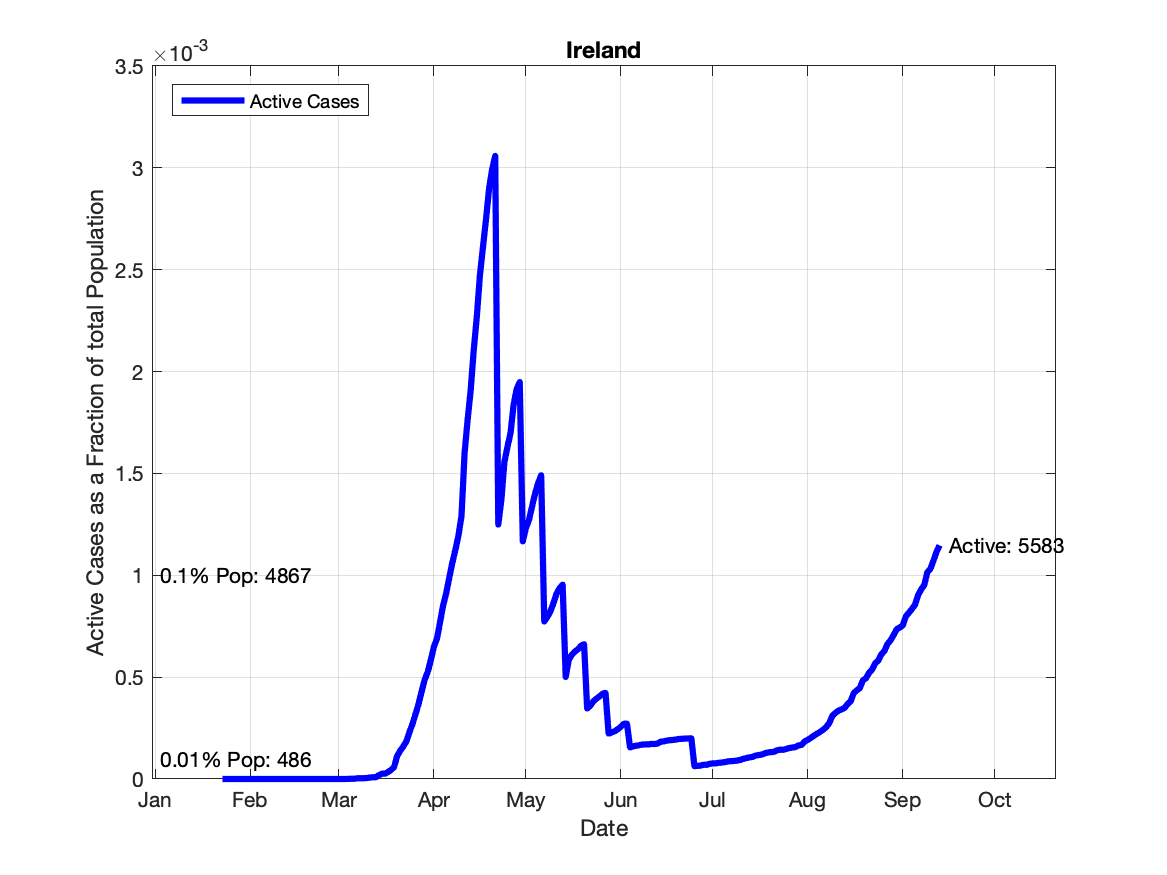 Ireland
×10-3
3.5
3
2.5
2
1.5
1
0.5
0
Active Cases as a Fraction of total Population
Active Cases
Active: 5583
0.1% Pop: 4867
0.01% Pop: 486
Jan Feb Mar Apr May Jun Jul Aug Sep Oct
Date